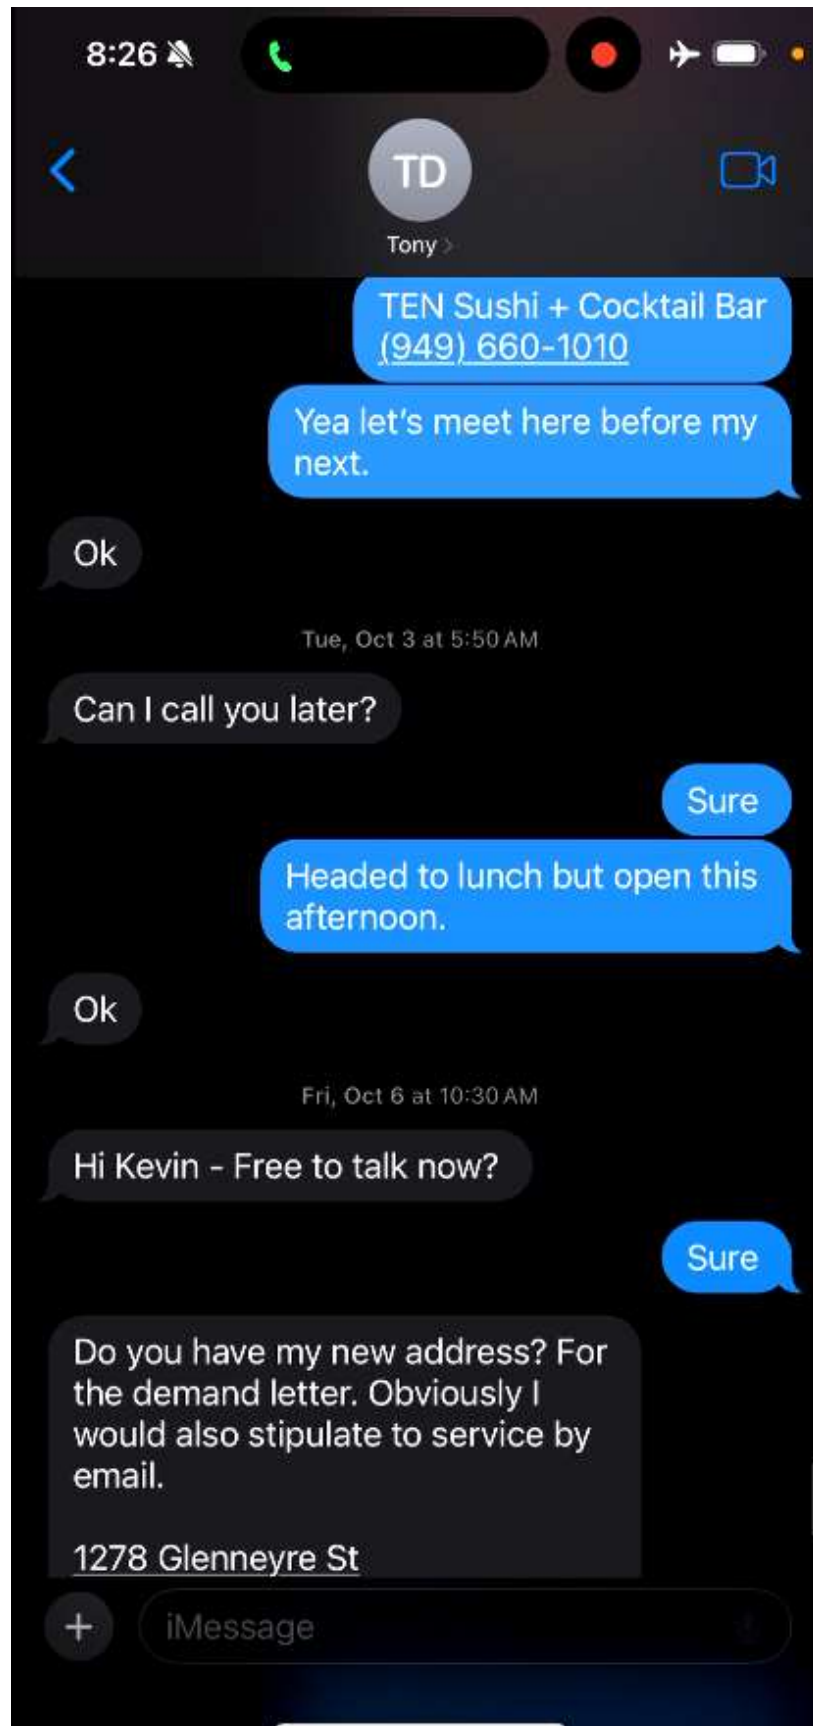 8:26
TD
Tony
TEN Sushi + Cocktail Bar
(949) 660-1010
Yea let’s meet here before my
next.
Ok
Tue, Oct 3 at 5:50 AM
Can I call you later?
Sure
Headed to lunch but open this
afternoon.
Ok
Fri, Oct 6 at 10:30 AM
Hi Kevin - Free to talk now?
Sure
Do you have my new address? For
the demand letter. Obviously I
would also stipulate to service by
email.
1278 Glenneyre St
iMessage